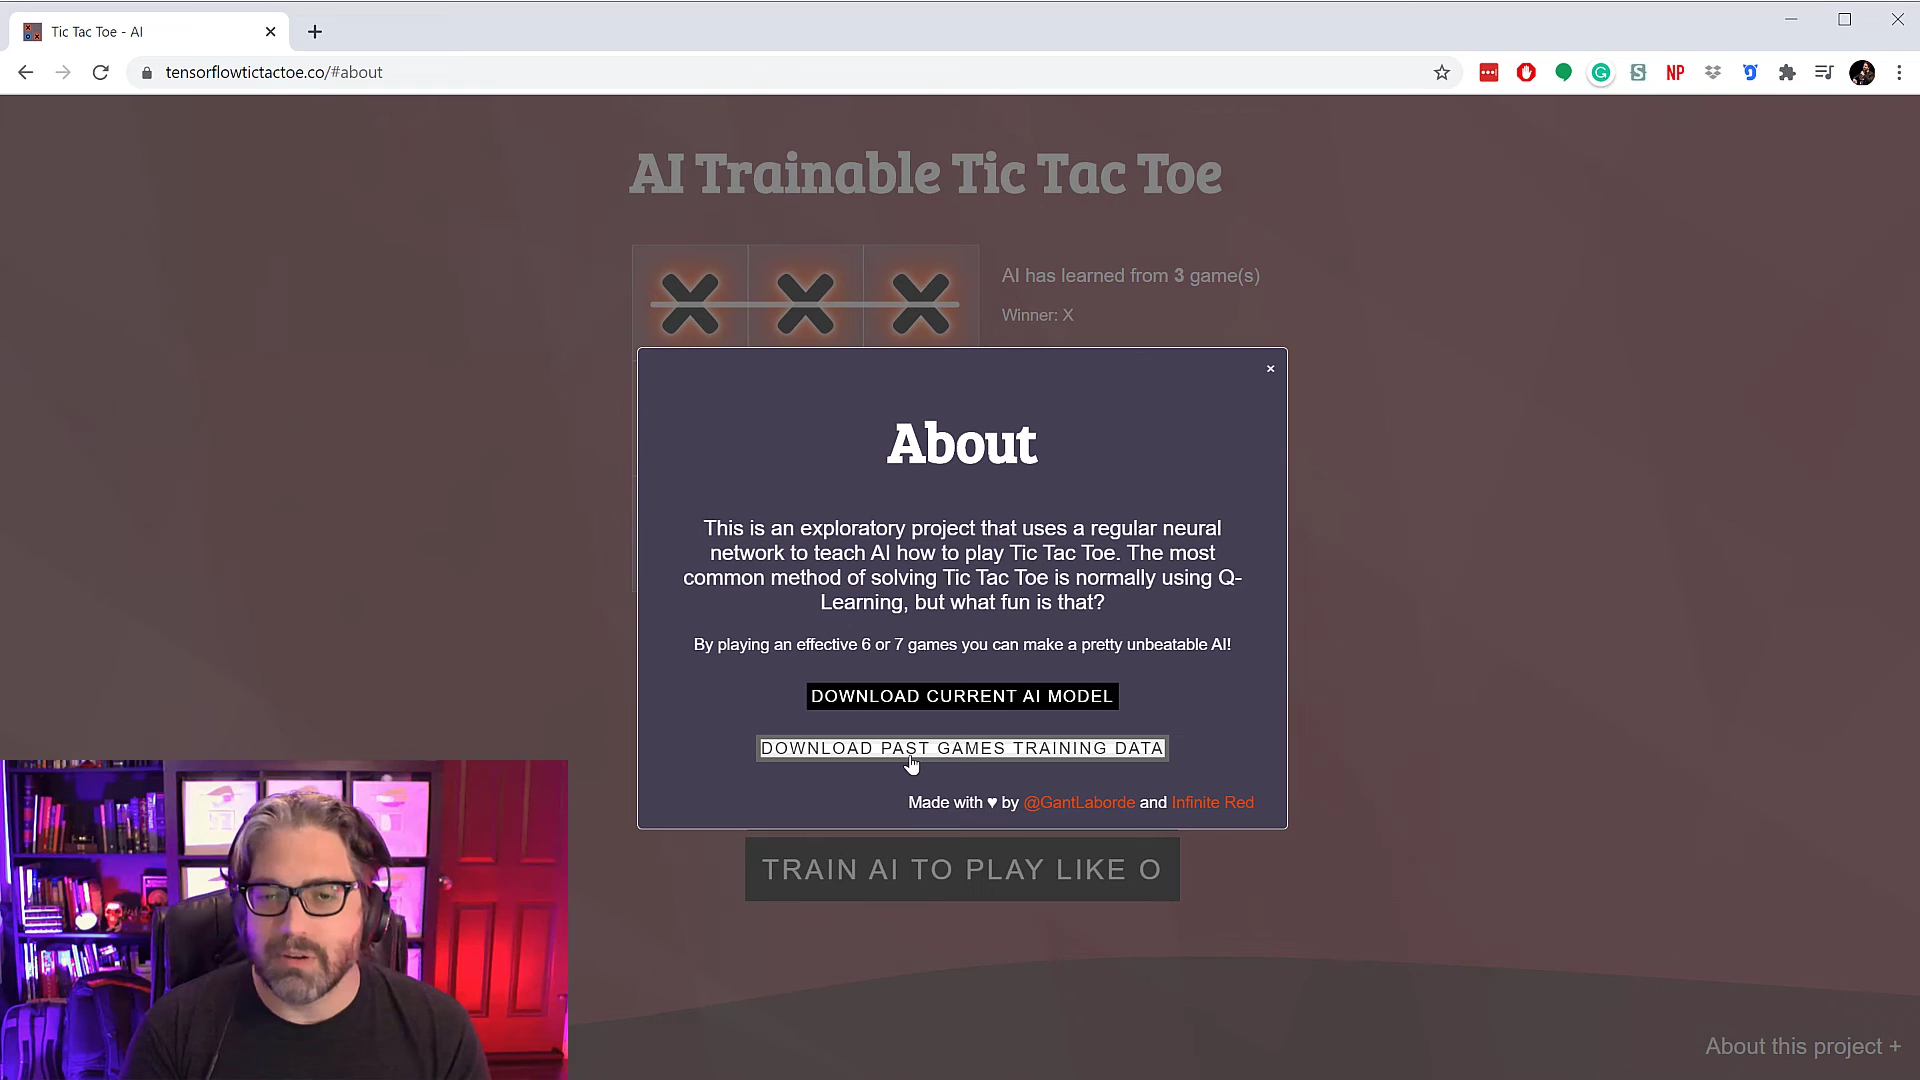 Tic Tac Toe - AI
tensorflowtictactoe.co/#about
NP
AI Trainable Tic Tac Toe
AI has learned from 3 game(s)
Winner: X
×
About
This is an exploratory project that uses a regular neural
network to teach AI how to play Tic Tac Toe. The most
common method of solving Tic Tac Toe is normally using Q-
Learning, but what fun is that?
By playing an effective 6 or 7 games you can make a pretty unbeatable AI!
DOWNLOAD CURRENT AI MODEL
DOWNLOAD PAST GAMES TRAINING DATA
Made with ♥ by @GantLaborde and Infinite Red
TRAIN AI TO PLAY LIKE O
About this project +